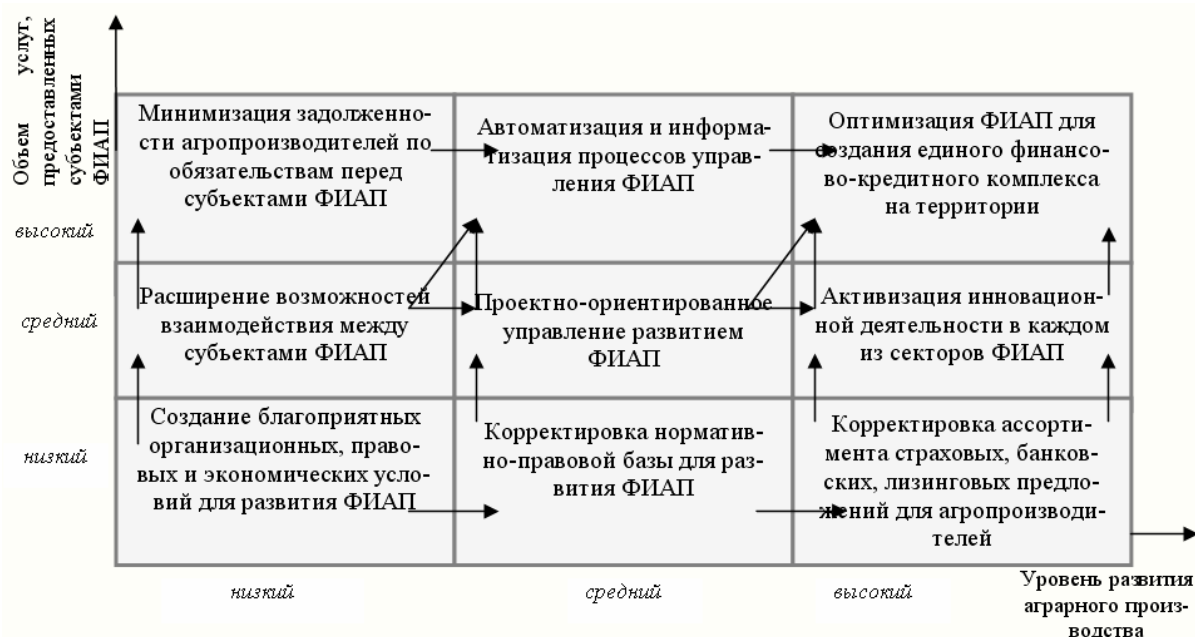 Объем услуг,
предоставленных
субъектами
ФИАП
высокий
Минимизация задолженно-
сти агропроизводителей по
обязательствам перед
субъектами ФИАП
Автоматизация и информа-
тизация процессов управ-
ления ФИАП
Оптимизация ФИАП для
создания единого финансо-
во-кредитного комплекса
на территории
средний
Расширение возможностей
взаимодействия между
субъектами ФИАП
Проектно-ориентированное
управление развитием
ФИАП
Активизация инновацион-
ной деятельности в каждом
из секторов ФИАП
низкий
Создание благоприятных
организационных, право-
вых и экономических усло-
вий для развития ФИАП
Корректировка норматив-
но-правовой базы для раз-
вития ФИАП
Корректировка ассорти-
мента страховых, банков-
ских, лизинговых предло-
жений для агропроизводи-
телей
низкий
средний
высокий
Уровень развития
аграрного произ-
водства